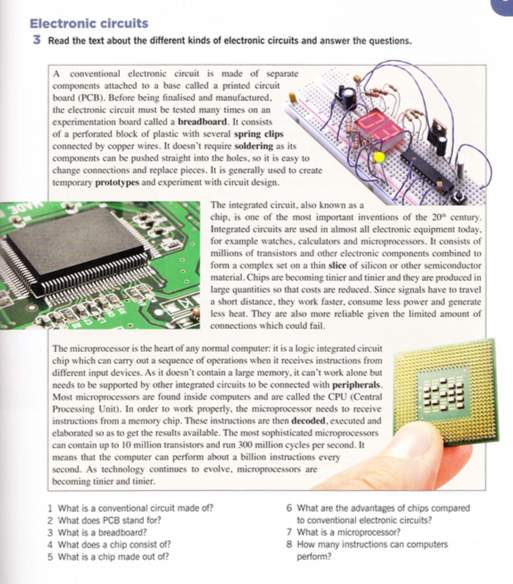 Electronic circuits
3 Read the text about the different kinds of electronic circuits and answer the questions.
A conventional electronic circuit is made of separate
components attached to a base called a printed circuit
board (PCB). Before being finalised and manufactured,
the electronic circuit must be tested many times on an
experimentation board called a breadboard. It consists
of a perforated block of plastic with several spring clips
connected by copper wires. It doesn't require soldering as its
components can be pushed straight into the holes, so it is easy to
change connections and replace pieces. It is generally used to create
temporary prototypes and experiment with circuit design.
The integrated circuit, also known as a
chip, is one of the most important inventions of the 20th century.
Integrated circuits are used in almost all electronic equipment today,
for example watches, calculators and microprocessors. It consists of
millions of transistors and other electronic components combined to
form a complex set on a thin slice of silicon or other semiconductor
material. Chips are becoming tinier and tinier and they are produced in
large quantities so that costs are reduced. Since signals have to travel
a short distance, they work faster, consume less power and generate
less heat. They are also more reliable given the limited amount of
connections which could fail.
The microprocessor is the heart of any normal computer: it is a logic integrated circuit
chip which can carry out a sequence of operations when it receives instructions from
different input devices. As it doesn't contain a large memory, it can't work alone but
needs to be supported by other integrated circuits to be connected with peripherals.
Most microprocessors are found inside computers and are called the CPU (Central
Processing Unit). In order to work properly, the microprocessor needs to receive
instructions from a memory chip. These instructions are then decoded, executed and
elaborated so as to get the results available. The most sophisticated microprocessors
can contain up to 10 million transistors and run 300 million cycles per second. It
means that the computer can perform about a billion instructions every
second. As technology continues to evolve, microprocessors are
becoming tinier and tinier.
1 What is a conventional circuit made of?
2 What does PCB stand for?
3 What is a breadboard?
4 What does a chip consist of?
5 What is a chip made out of?
6 What are the advantages of chips compared
to conventional electronic circuits?
7 What is a microprocessor?
8 How many instructions can computers
perform?